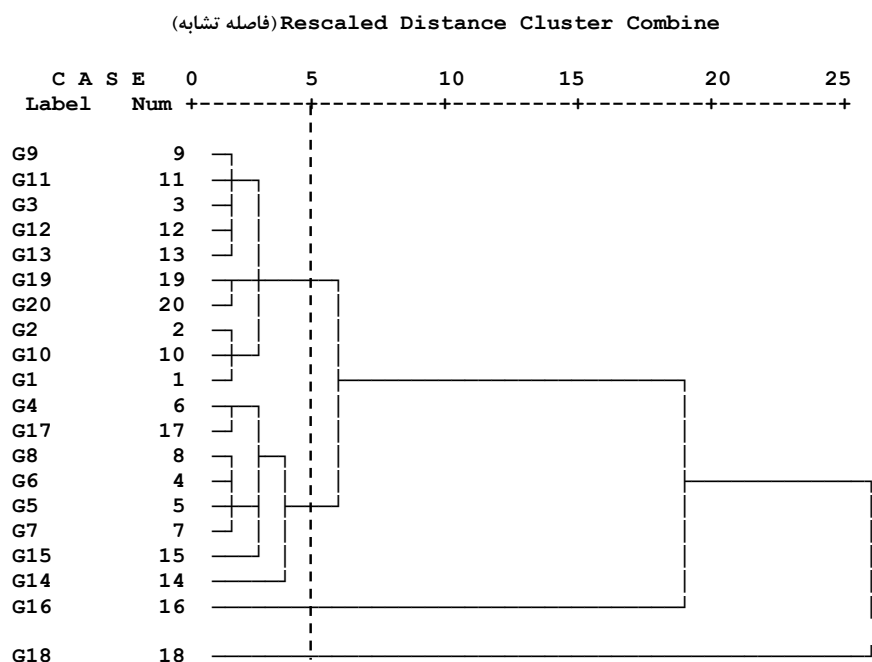 (فاصله تشابه)Rescaled Distance Cluster Combine
C A S E 0 5 10 15 20 25
Label Num +---------+---------+---------+---------+---------+
G9 9
G11 11
G3 3
G12 12
G13 13
G19 19
G20 20
G2 2
G10 10
G1 1
G4 6
G17 17
G8 8
G6 4
G5 5
G7 7
G15 15
G14 14
G16 16
G18 18